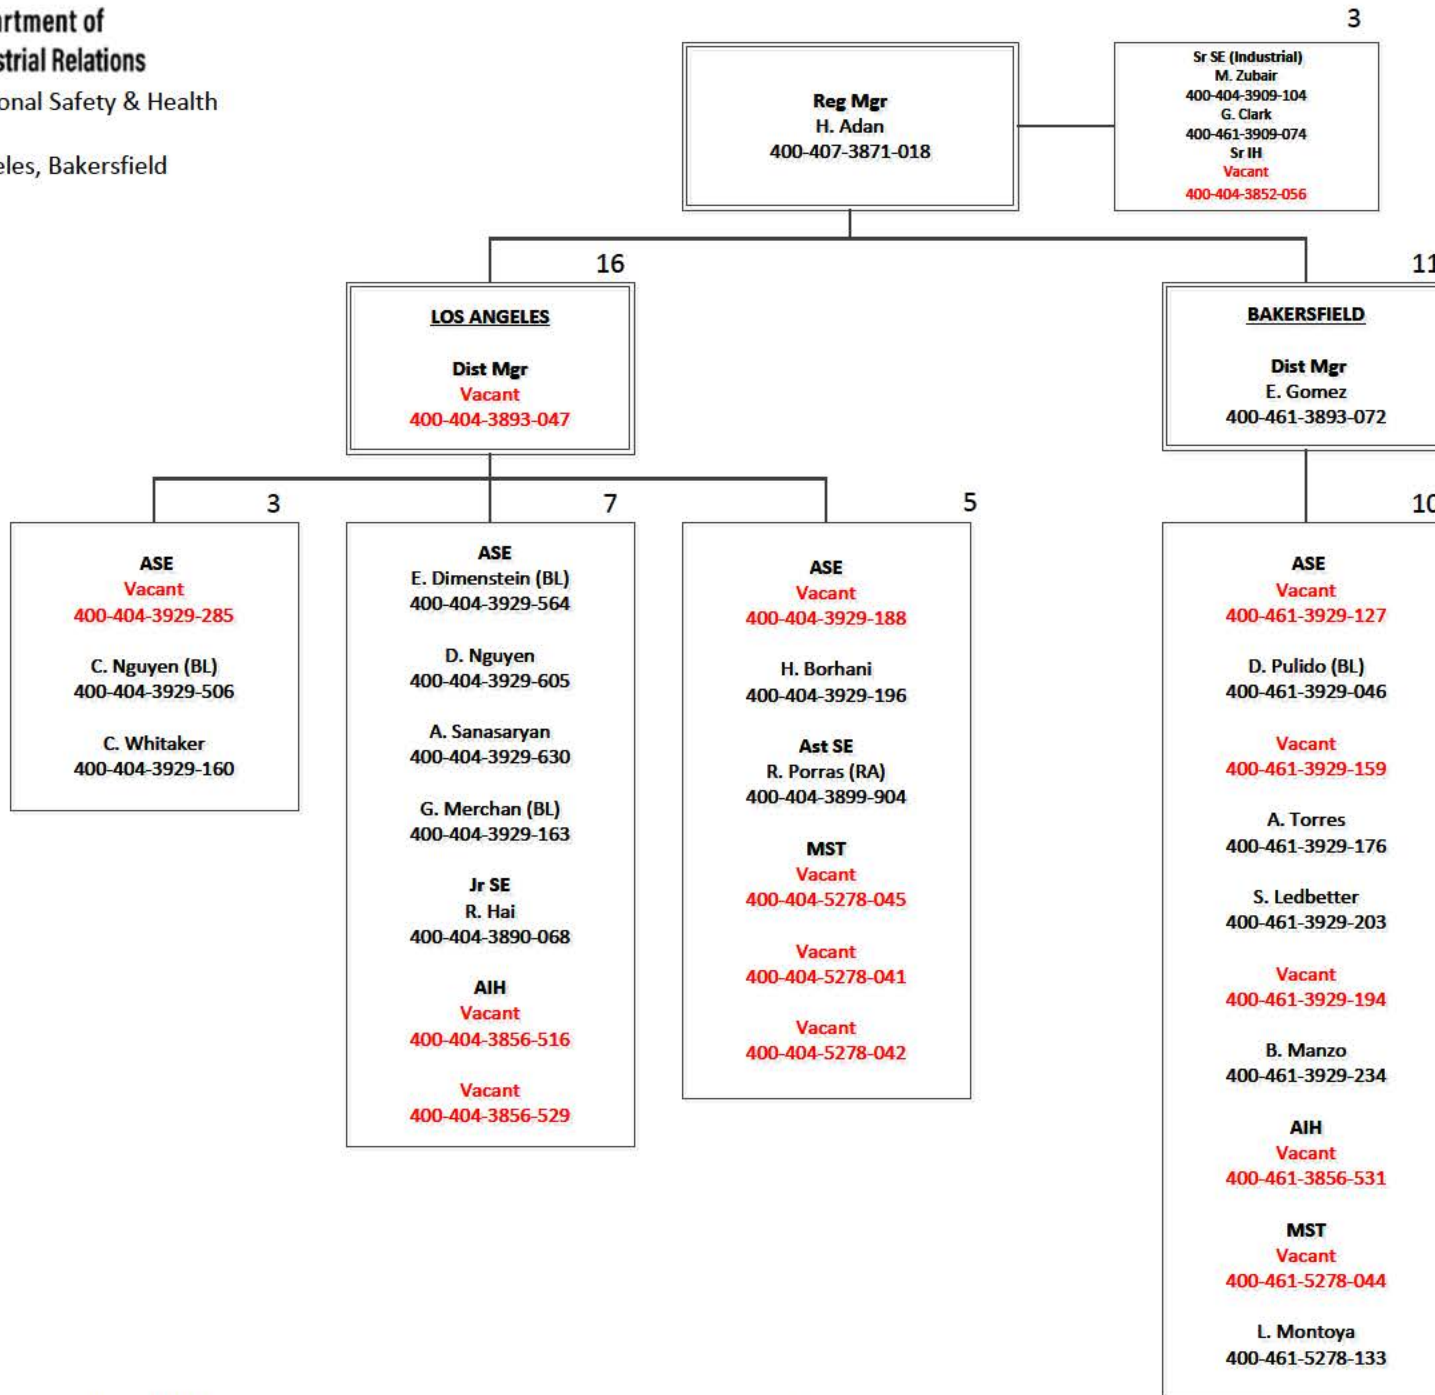 artment of
strial Relations
onal Safety & Health
eles, Bakersfield
3
Reg Mgr
H. Adan
400-407-3871-018
Sr SE (Industrial)
M. Zubair
400-404-3909-104
G. Clark
400-461-3909-074
Sr IH
Vacant
400-404-3852-056
16
LOS ANGELES
Dist Mgr
Vacant
400-404-3893-047
11
BAKERSFIELD
Dist Mgr
E. Gomez
400-461-3893-072
3
ASE
Vacant
400-404-3929-285
C. Nguyen (BL)
400-404-3929-506
C. Whitaker
400-404-3929-160
7
ASE
E. Dimenstein (BL)
400-404-3929-564
D. Nguyen
400-404-3929-605
A. Sanasaryan
400-404-3929-630
G. Merchan (BL)
400-404-3929-163
Jr SE
R. Hai
400-404-3890-068
AIH
Vacant
400-404-3856-516
Vacant
400-404-3856-529
5
ASE
Vacant
400-404-3929-188
H. Borhani
400-404-3929-196
Ast SE
R. Porras (RA)
400-404-3899-904
MST
Vacant
400-404-5278-045
Vacant
400-404-5278-041
Vacant
400-404-5278-042
10
ASE
Vacant
400-461-3929-127
D. Pulido (BL)
400-461-3929-046
Vacant
400-461-3929-159
A. Torres
400-461-3929-176
S. Ledbetter
400-461-3929-203
Vacant
400-461-3929-194
B. Manzo
400-461-3929-234
AIH
Vacant
400-461-3856-531
MST
Vacant
400-461-5278-044
L. Montoya
400-461-5278-133